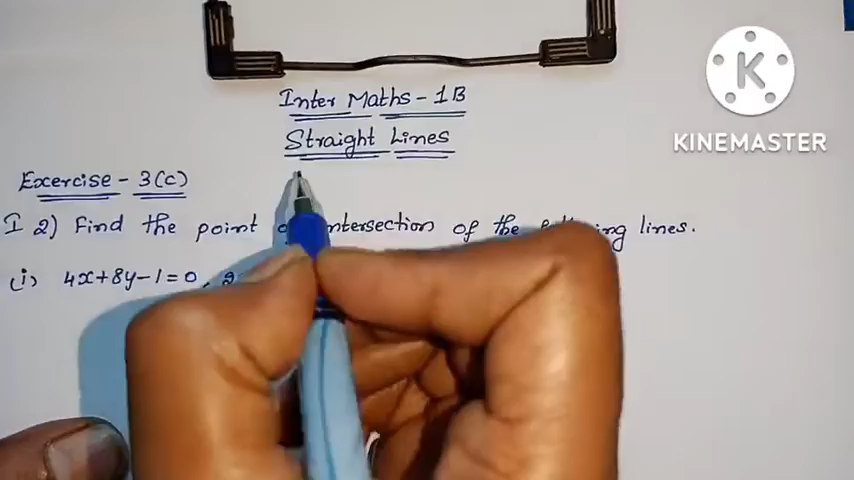 Inter Maths - 1B
Straight Lines
Exercise - 3(c)
I 2) Find the point intersection of the lines.
(i) 4x+8y-1=0, 2
K
KINEMASTER